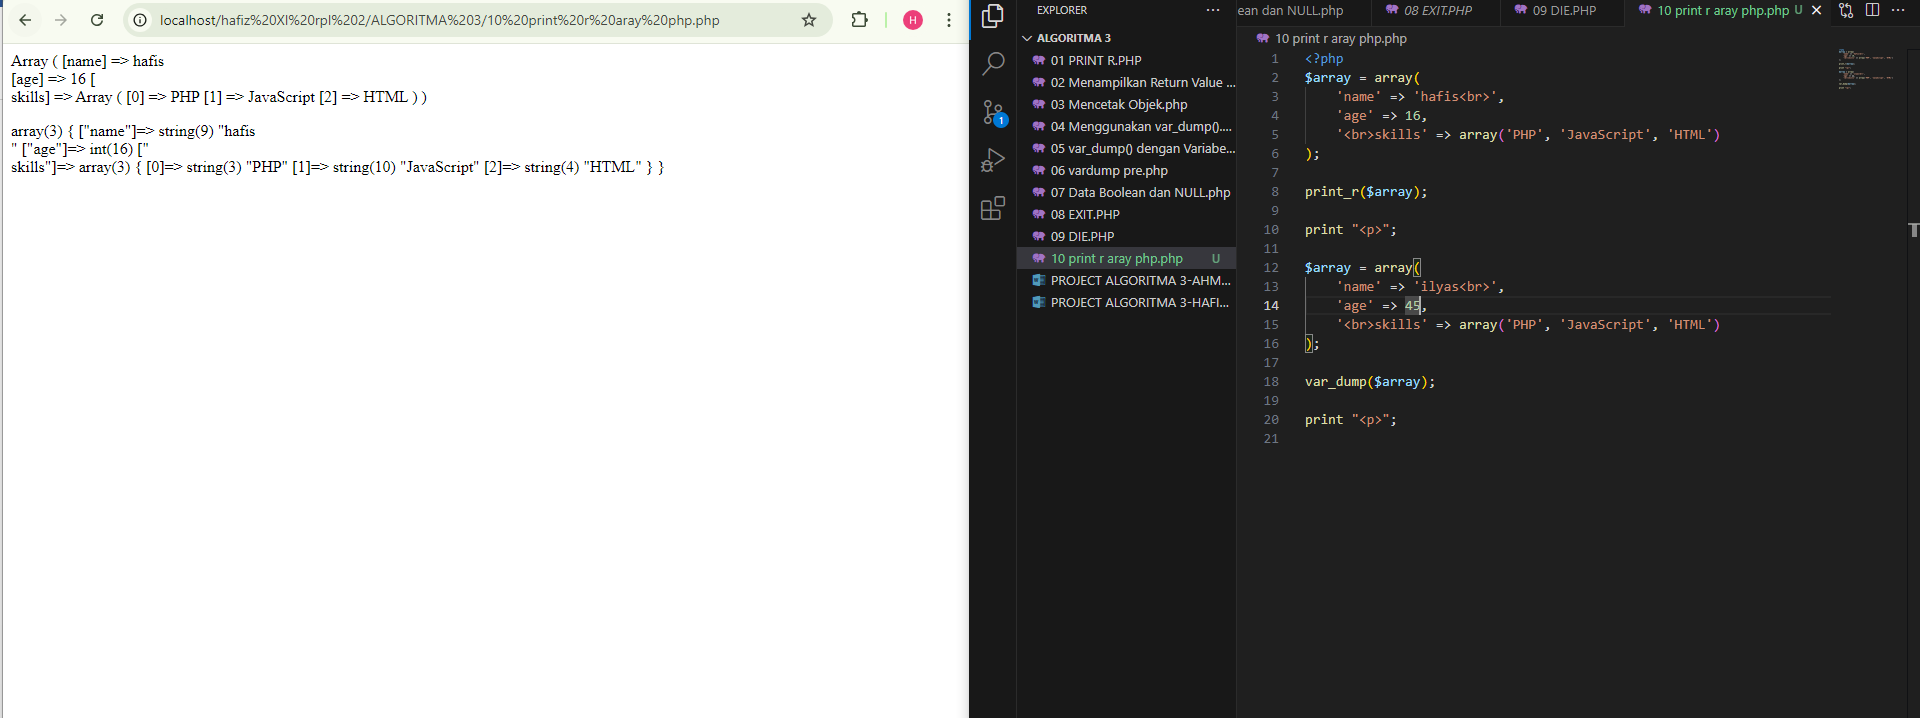 localhost/hafiz%20XI%20rpl%202/ALGORITMA%203/10%20print%20r%20aray%20php.php
H
Array ( [name] => hafis
[age] => 16 [
skills] => Array ( [0] => PHP [1] => JavaScript [2] => HTML ) )
array(3) { ["name"]=> string(9) "hafis
" ["age"]=> int(16) ["
skills"]=> array(3) { [0]=> string(3) "PHP" [1]=> string(10) "JavaScript" [2]=> string(4) "HTML" } }
1
EXPLORER
ALGORITMA 3
01 PRINT R.PHP
02 Menampilkan Return Value ...
03 Mencetak Objek.php
04 Menggunakan var_dump()....
05 var_dump() dengan Variabe...
06 vardump pre.php
07 Data Boolean dan NULL.php
08 EXIT.PHP
09 DIE.PHP
10 print r aray php.php U
PROJECT ALGORITMA 3-AHM...
PROJECT ALGORITMA 3-HAFI...
ean dan NULL.php 08 EXIT.PHP 09 DIE.PHP 10 print r aray php.php U
10 print r aray php.php
1 <?php
2 $array = array(
3 'name' => 'hafis<br>',
4 'age' => 16,
5 '<br>skills' => array('PHP', 'JavaScript', 'HTML')
6 );
7
8 print_r($array);
9
10 print "<p>";
11
12 $array = array(
13 'name' => 'ilyas<br>',
14 'age' => 45,
15 '<br>skills' => array('PHP', 'JavaScript', 'HTML')
16 );
17
18 var_dump($array);
19
20 print "<p>";
21